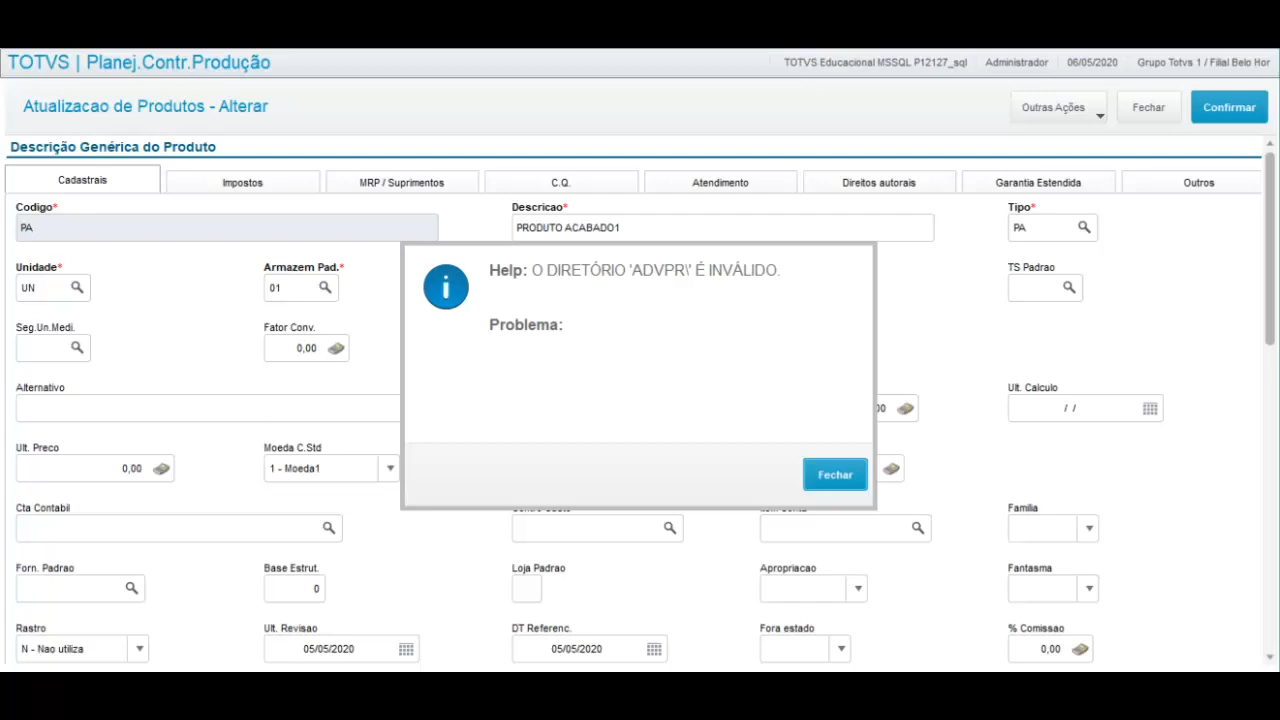 TOTVS | Planej.Contr.Produção
TOTVS Educacional MSSQL P12127_sql Administrador 06/05/2020 Grupo Totvs 1 / Filial Belo Hor
Atualizacao de Produtos - Alterar
Outras Ações Fechar Confirmar
Descrição Genérica do Produto
Cadastrais Impostos MRP / Suprimentos C.Q. Atendimento Direitos autorais Garantia Estendida Outros
Codigo* Descricao* Tipo*
PA PRODUTO ACABADO1 PA
Help: O DIRETÓRIO 'ADVPR\' É INVÁLIDO.
Problema:
Fechar
Unidade* Armazem Pad.* TS Padrao
UN 01
Seg.Un.Medi. Fator Conv.
0,00
Alternativo Ult. Calculo
00 / /
Ult. Preco Moeda C.Std
0,00 1 - Moeda1
Cta Contabil Familia
Forn. Padrao Base Estrut. Loja Padrao Apropriacao Fantasma
0
Rastro Ult. Revisao DT Referenc. Fora estado % Comissao
N - Nao utiliza 05/05/2020 05/05/2020 0,00